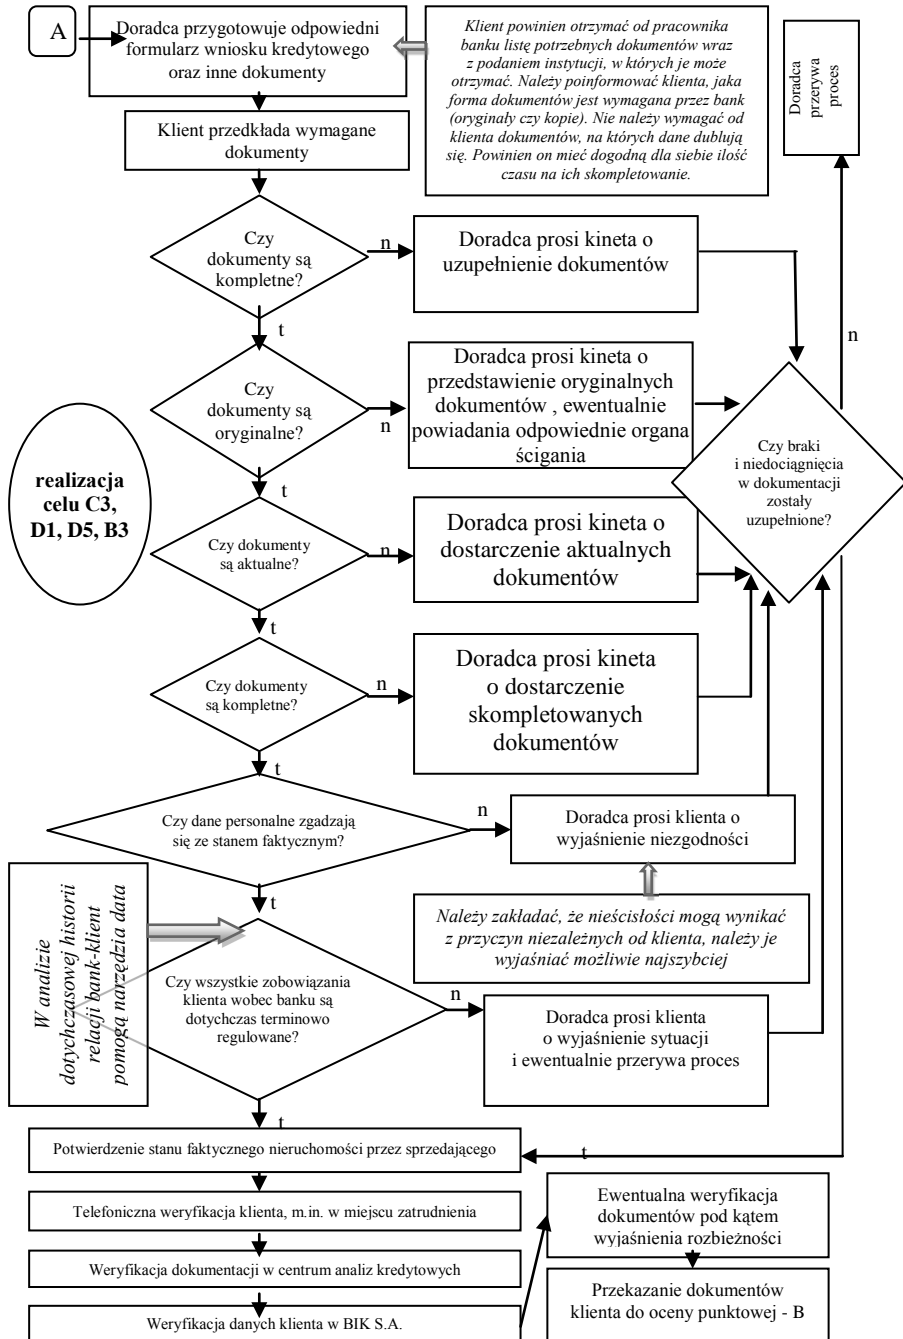 A
Doradca przygotowuje odpowiedni
formularz wniosku kredytowego
oraz inne dokumenty
Klient powinien otrzymać od pracownika
banku listę potrzebnych dokumentów wraz
z podaniem instytucji, w których je może
otrzymać. Należy poinformować klienta, jaka
forma dokumentów jest wymagana przez bank
(oryginały czy kopie). Nie należy wymagać od
klienta dokumentów, na których dane dublują
się. Powinien on mieć dogodną dla siebie ilość
czasu na ich skompletowanie.
Doradca
przerywa
proces
Klient przedkłada wymagane
dokumenty
Czy
dokumenty są
kompletne?
n
Doradca prosi kineta o
uzupełnienie dokumentów
t
n
Czy
dokumenty są
oryginalne?
n
Doradca prosi kineta o
przedstawienie oryginalnych
dokumentów , ewentualnie
powiadania odpowiednie organa
ścigania
Czy braki
i niedociągnięcia
w dokumentacji
zostały
uzupełnione?
t
realizacja
celu C3,
D1, D5, B3
Czy dokumenty
są aktualne?
n
Doradca prosi kineta o
dostarczenie aktualnych
dokumentów
t
Czy dokumenty
są kompletne?
n
Doradca prosi kineta
o dostarczenie
skompletowanych
dokumentów
t
Czy dane personalne zgadzają
się ze stanem faktycznym?
n
Doradca prosi klienta o
wyjaśnienie niezgodności
t
Należy zakładać, że nieścisłości mogą wynikać
z przyczyn niezależnych od klienta, należy je
wyjaśniać możliwie najszybciej
W analizie
dotychczasowej historii
relacji bank-klient
pomogą narzędzia data
Czy wszystkie zobowiązania
klienta wobec banku są
dotychczas terminowo
regulowane?
n
Doradca prosi klienta
o wyjaśnienie sytuacji
i ewentualnie przerywa proces
t
Potwierdzenie stanu faktycznego nieruchomości przez sprzedającego
t
Telefoniczna weryfikacja klienta, m.in. w miejscu zatrudnienia
Weryfikacja dokumentacji w centrum analiz kredytowych
Weryfikacja danych klienta w BIK S.A.
Ewentualna weryfikacja
dokumentów pod kątem
wyjaśnienia rozbieżności
Przekazanie dokumentów
klienta do oceny punktowej - B